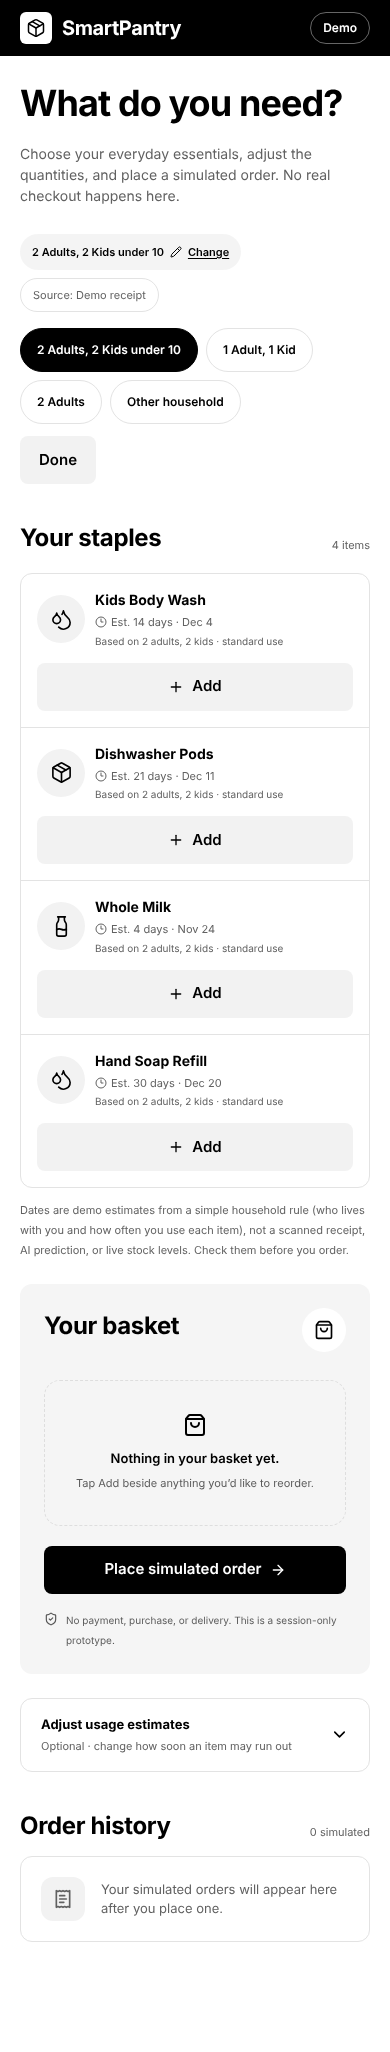 SmartPantry
Demo
What do you need?
Choose your everyday essentials, adjust the
quantities, and place a simulated order. No real
checkout happens here.
2 Adults, 2 Kids under 10 Change
Source: Demo receipt
2 Adults, 2 Kids under 10
1 Adult, 1 Kid
2 Adults
Other household
Done
Your staples
4 items
Kids Body Wash
Est. 14 days · Dec 4
Based on 2 adults, 2 kids · standard use
+ Add
Dishwasher Pods
Est. 21 days · Dec 11
Based on 2 adults, 2 kids · standard use
+ Add
Whole Milk
Est. 4 days · Nov 24
Based on 2 adults, 2 kids · standard use
+ Add
Hand Soap Refill
Est. 30 days · Dec 20
Based on 2 adults, 2 kids · standard use
+ Add
Dates are demo estimates from a simple household rule (who lives
with you and how often you use each item), not a scanned receipt,
AI prediction, or live stock levels. Check them before you order.
Your basket
Nothing in your basket yet.
Tap Add beside anything you’d like to reorder.
Place simulated order →
No payment, purchase, or delivery. This is a session-only
prototype.
Adjust usage estimates
Optional · change how soon an item may run out
Order history
0 simulated
Your simulated orders will appear here
after you place one.